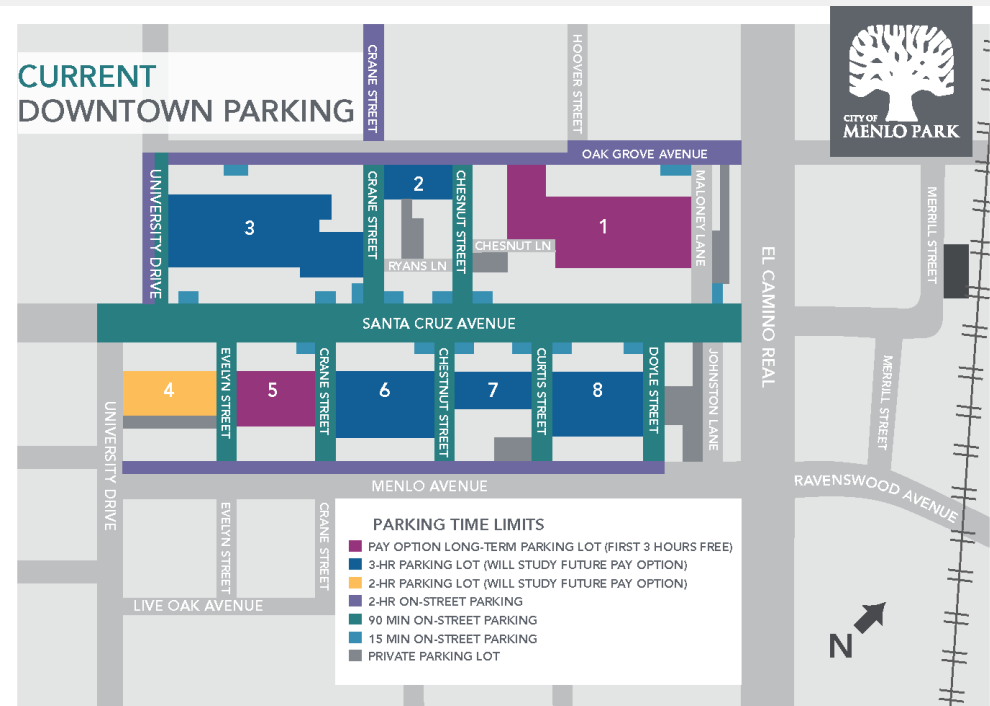 CURRENT
DOWNTOWN PARKING
CRANE STREET
HOOVER STREET
CITY OF
MENLO PARK
OAK GROVE AVENUE
UNIVERSITY DRIVE
3
CRANE STREET
2
CHESNUT STREET
RYANS LN
CHESNUT LN
1
MALONEY LANE
MERRILL STREET
SANTA CRUZ AVENUE
EL CAMINO REAL
UNIVERSITY DRIVE
4
EVELYN STREET
5
CRANE STREET
6
CHESTNUT STREET
7
CURTIS STREET
8
DOYLE STREET
JOHNSTON LANE
MERRILL STREET
RAVENSWOOD AVENUE
MENLO AVENUE
EVELYN STREET
CRANE STREET
LIVE OAK AVENUE
PARKING TIME LIMITS
PAY OPTION LONG-TERM PARKING LOT (FIRST 3 HOURS FREE)
3-HR PARKING LOT (WILL STUDY FUTURE PAY OPTION)
2-HR PARKING LOT (WILL STUDY FUTURE PAY OPTION)
2-HR ON-STREET PARKING
90 MIN ON-STREET PARKING
15 MIN ON-STREET PARKING
PRIVATE PARKING LOT
N